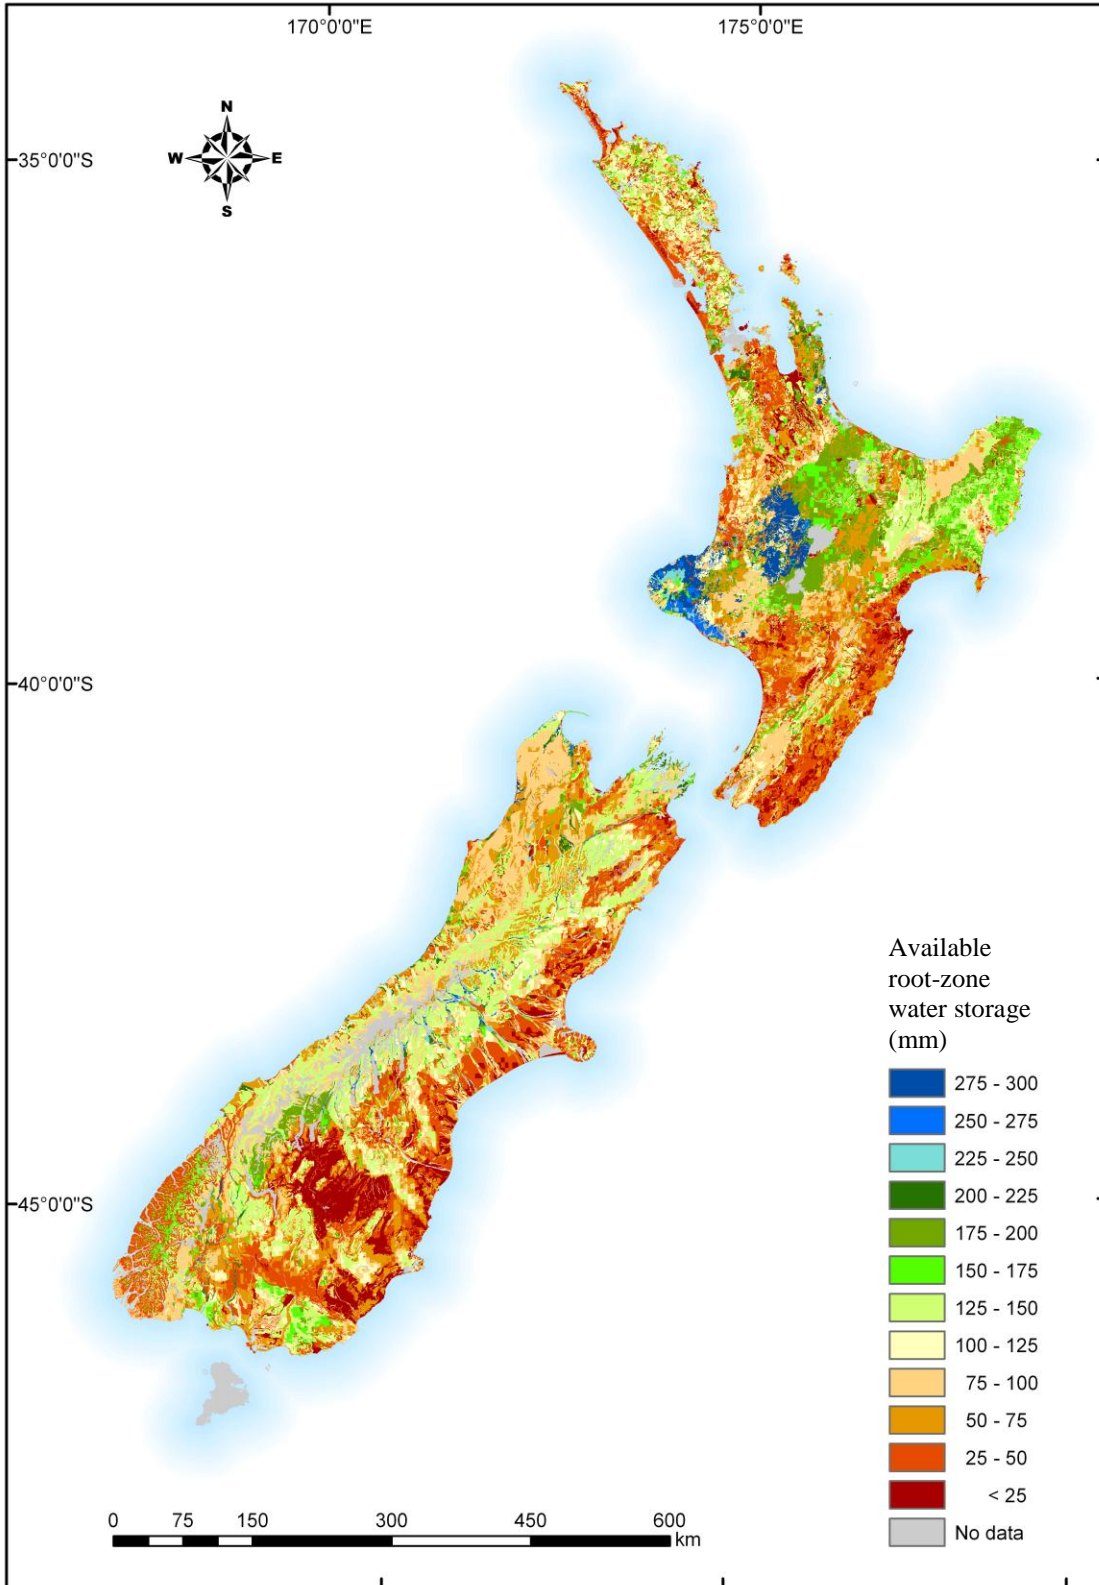 170°0'0"E
175°0'0"E
N
W
E
S
35°0'0"S
40°0'0"S
45°0'0"S
Available
root-zone
water storage
(mm)
275 - 300
250 - 275
225 - 250
200 - 225
175 - 200
150 - 175
125 - 150
100 - 125
75 - 100
50 - 75
25 - 50
< 25
No data
0 75 150 300 450 600
km